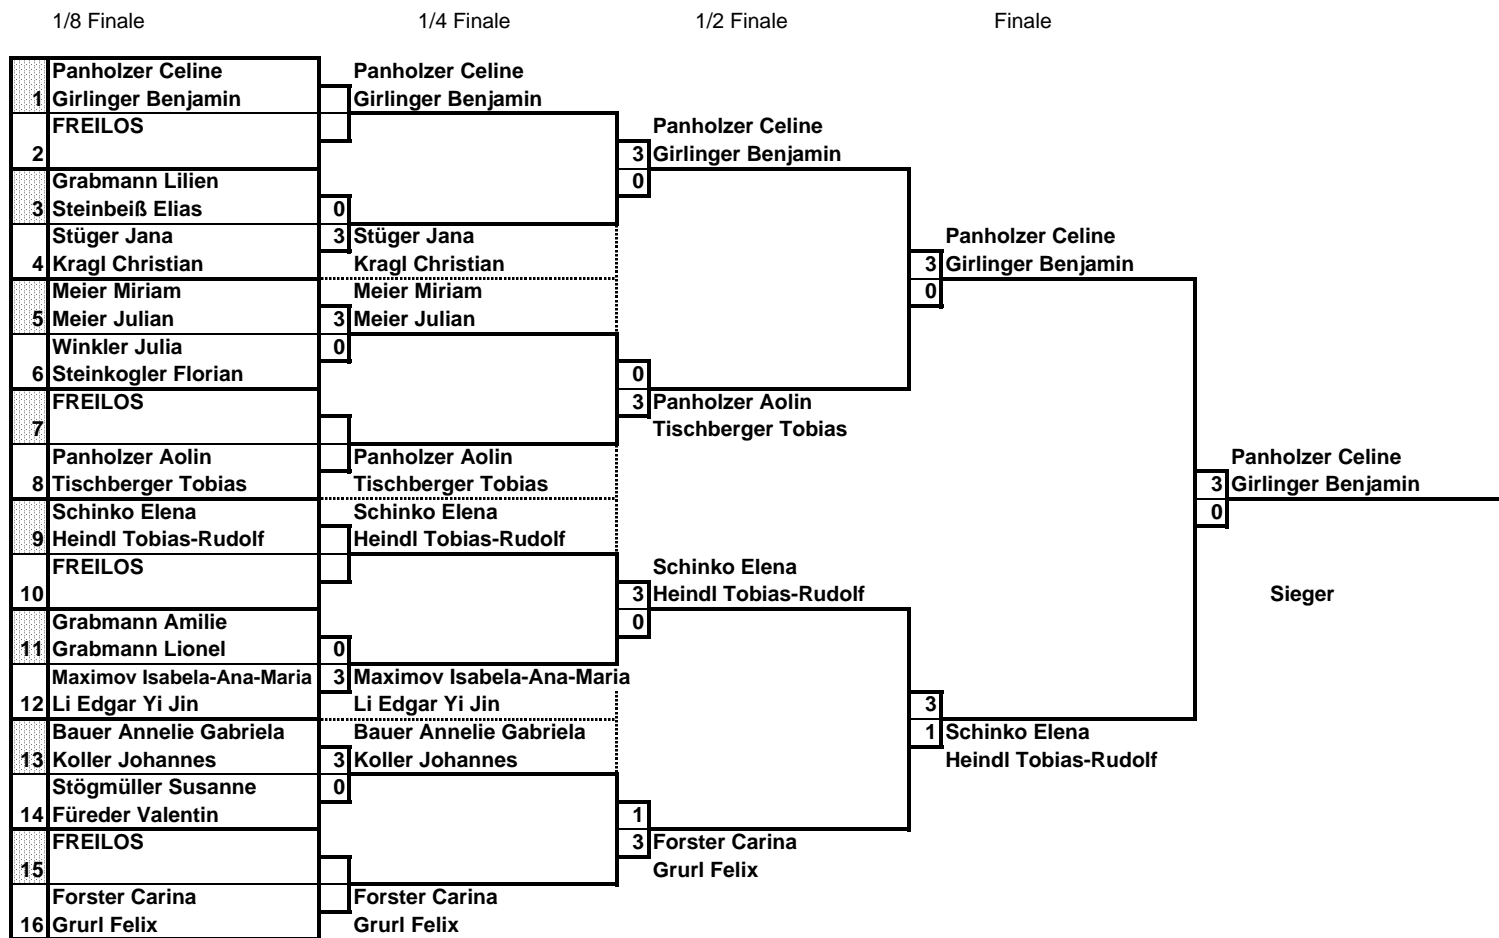 1/8 Finale 1/4 Finale 1/2 Finale Finale
Panholzer Celine Panholzer Celine
1 Girlinger Benjamin Girlinger Benjamin
FREILOS Panholzer Celine
2 3 Girlinger Benjamin
Grabmann Lilien 0
3 Steinbeiß Elias 0
Stüger Jana 3 Stüger Jana Panholzer Celine
4 Kragl Christian Kragl Christian 3 Girlinger Benjamin
Meier Miriam Meier Miriam 0
5 Meier Julian 3 Meier Julian
Winkler Julia 0
6 Steinkogler Florian 0
FREILOS 3 Panholzer Aolin
7 Tischberger Tobias
Panholzer Aolin Panholzer Aolin Panholzer Celine
8 Tischberger Tobias Tischberger Tobias 3 Girlinger Benjamin
Schinko Elena Schinko Elena 0
9 Heindl Tobias-Rudolf Heindl Tobias-Rudolf
FREILOS Schinko Elena
10 3 Heindl Tobias-Rudolf Sieger
Grabmann Amilie 0
11 Grabmann Lionel 0
Maximov Isabela-Ana-Maria 3 Maximov Isabela-Ana-Maria
12 Li Edgar Yi Jin Li Edgar Yi Jin 3
Bauer Annelie Gabriela Bauer Annelie Gabriela 1 Schinko Elena
13 Koller Johannes 3 Koller Johannes Heindl Tobias-Rudolf
Stögmüller Susanne 0
14 Füreder Valentin 1
FREILOS 3 Forster Carina
15 Grurl Felix
Forster Carina Forster Carina
16 Grurl Felix Grurl Felix